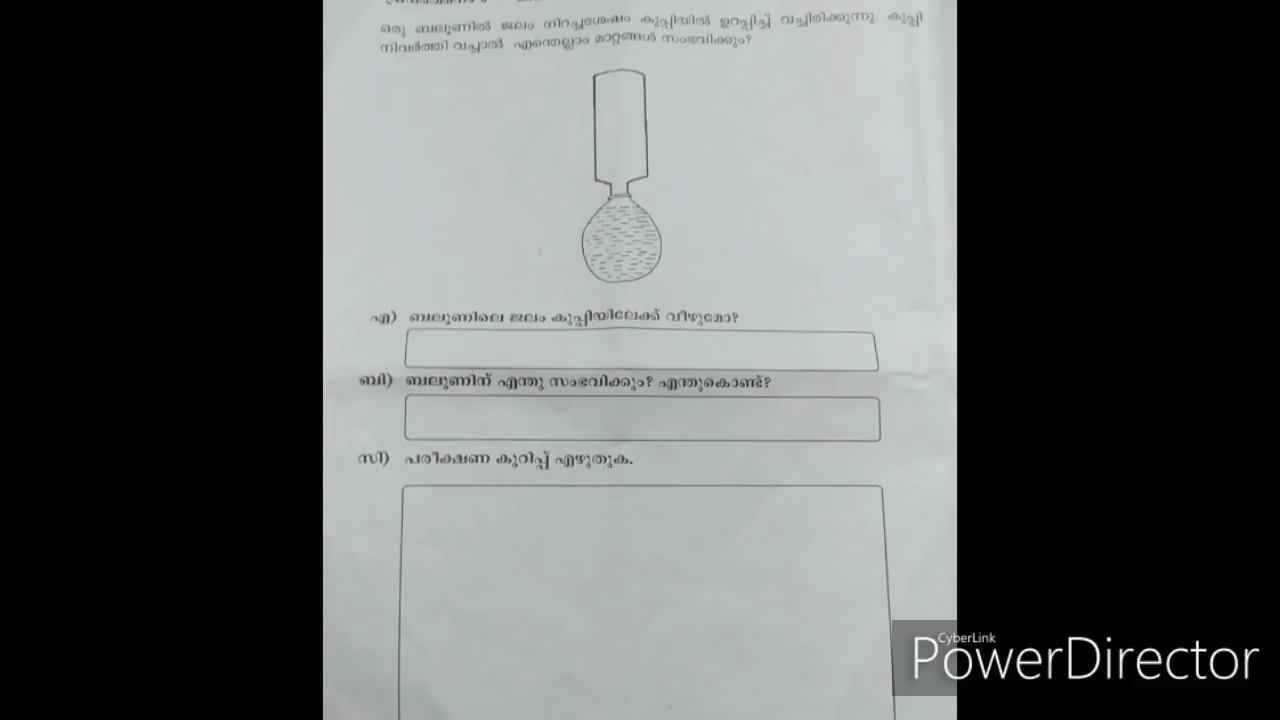 ഒരു ബലൂണിൽ ജലം നിറച്ചശേഷം കുപ്പിയിൽ ഉറപ്പിച്ച് വച്ചിരിക്കുന്നു. കുപ്പി
നിവർത്തി വച്ചാൽ എന്തെല്ലാം മാറ്റങ്ങൾ സംഭവിക്കും?
എ) ബലൂണിലെ ജലം കുപ്പിയിലേക്ക് വീഴുമോ?
ബി) ബലൂണിന് എന്തു സംഭവിക്കും? എന്തുകൊണ്ട്?
സി) പരീക്ഷണ കുറിപ്പ് എഴുതുക.
CyberLink
PowerDirector